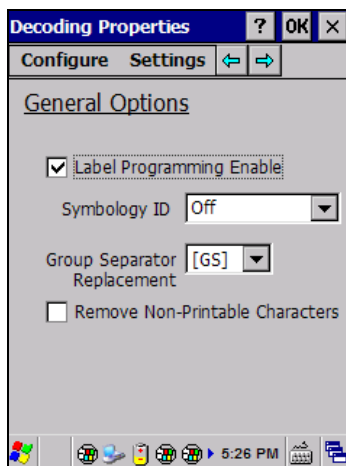 Decoding Properties ? OK ×
Configure Settings
General Options
Label Programming Enable
Symbology ID Off
Group Separator [GS]
Replacement
Remove Non-Printable Characters
5:26 PM